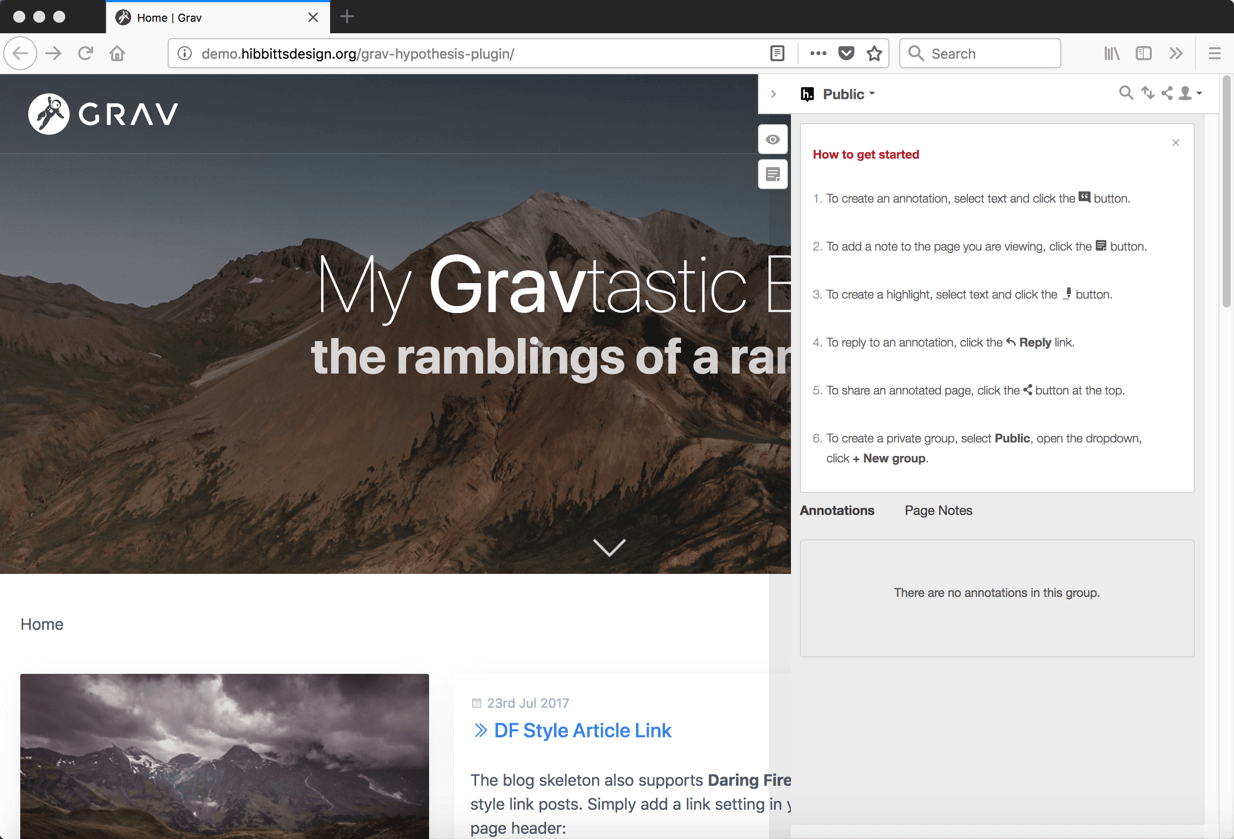 Home | Grav
demo.hibbittsdesign.org/grav-hypothesis-plugin/
Search
GRAV
h.
Public
How to get started
1. To create an annotation, select text and click the button.
2. To add a note to the page you are viewing, click the button.
3. To create a highlight, select text and click the button.
4. To reply to an annotation, click the Reply link.
5. To share an annotated page, click the button at the top.
6. To create a private group, select Public, open the dropdown,
click + New group.
My Gravtastic B
the ramblings of a ran
Annotations Page Notes
There are no annotations in this group.
Home
23rd Jul 2017
DF Style Article Link
The blog skeleton also supports Daring Fire
style link posts. Simply add a link setting in y
page header: